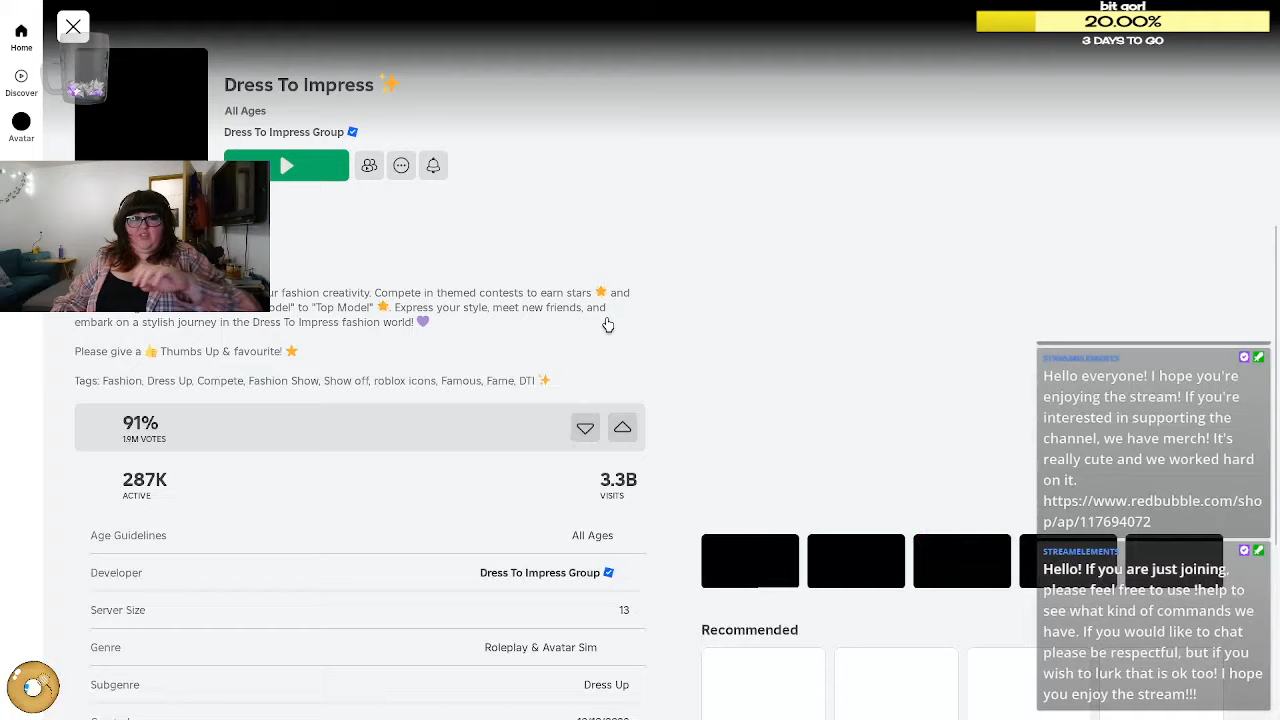 bit gorl
20.00%
3 DAYS TO GO
Home
Discover
Avatar
Dress To Impress ✨
All Ages
Dress To Impress Group
ur fashion creativity. Compete in themed contests to earn stars ⭐ and
odel" to "Top Model" ⭐. Express your style, meet new friends, and
embark on a stylish journey in the Dress To Impress fashion world! 💜
Please give a 👍 Thumbs Up & favourite! ⭐
Tags: Fashion, Dress Up, Compete, Fashion Show, Show off, roblox icons, Famous, Fame, DTI ✨
91%
1.9M VOTES
287K
ACTIVE
3.3B
VISITS
Age Guidelines
All Ages
Developer
Dress To Impress Group
Server Size
13
Genre
Roleplay & Avatar Sim
Subgenre
Dress Up
Recommended
STREAMELEMENTS
Hello everyone! I hope you're
enjoying the stream! If you're
interested in supporting the
channel, we have merch! It's
really cute and we worked hard
on it.
https://www.redbubble.com/sho
p/ap/117694072
STREAMELEMENTS
Hello! If you are just joining,
please feel free to use !help to
see what kind of commands we
have. If you would like to chat
please be respectful, but if you
wish to lurk that is ok too! I hope
you enjoy the stream!!!